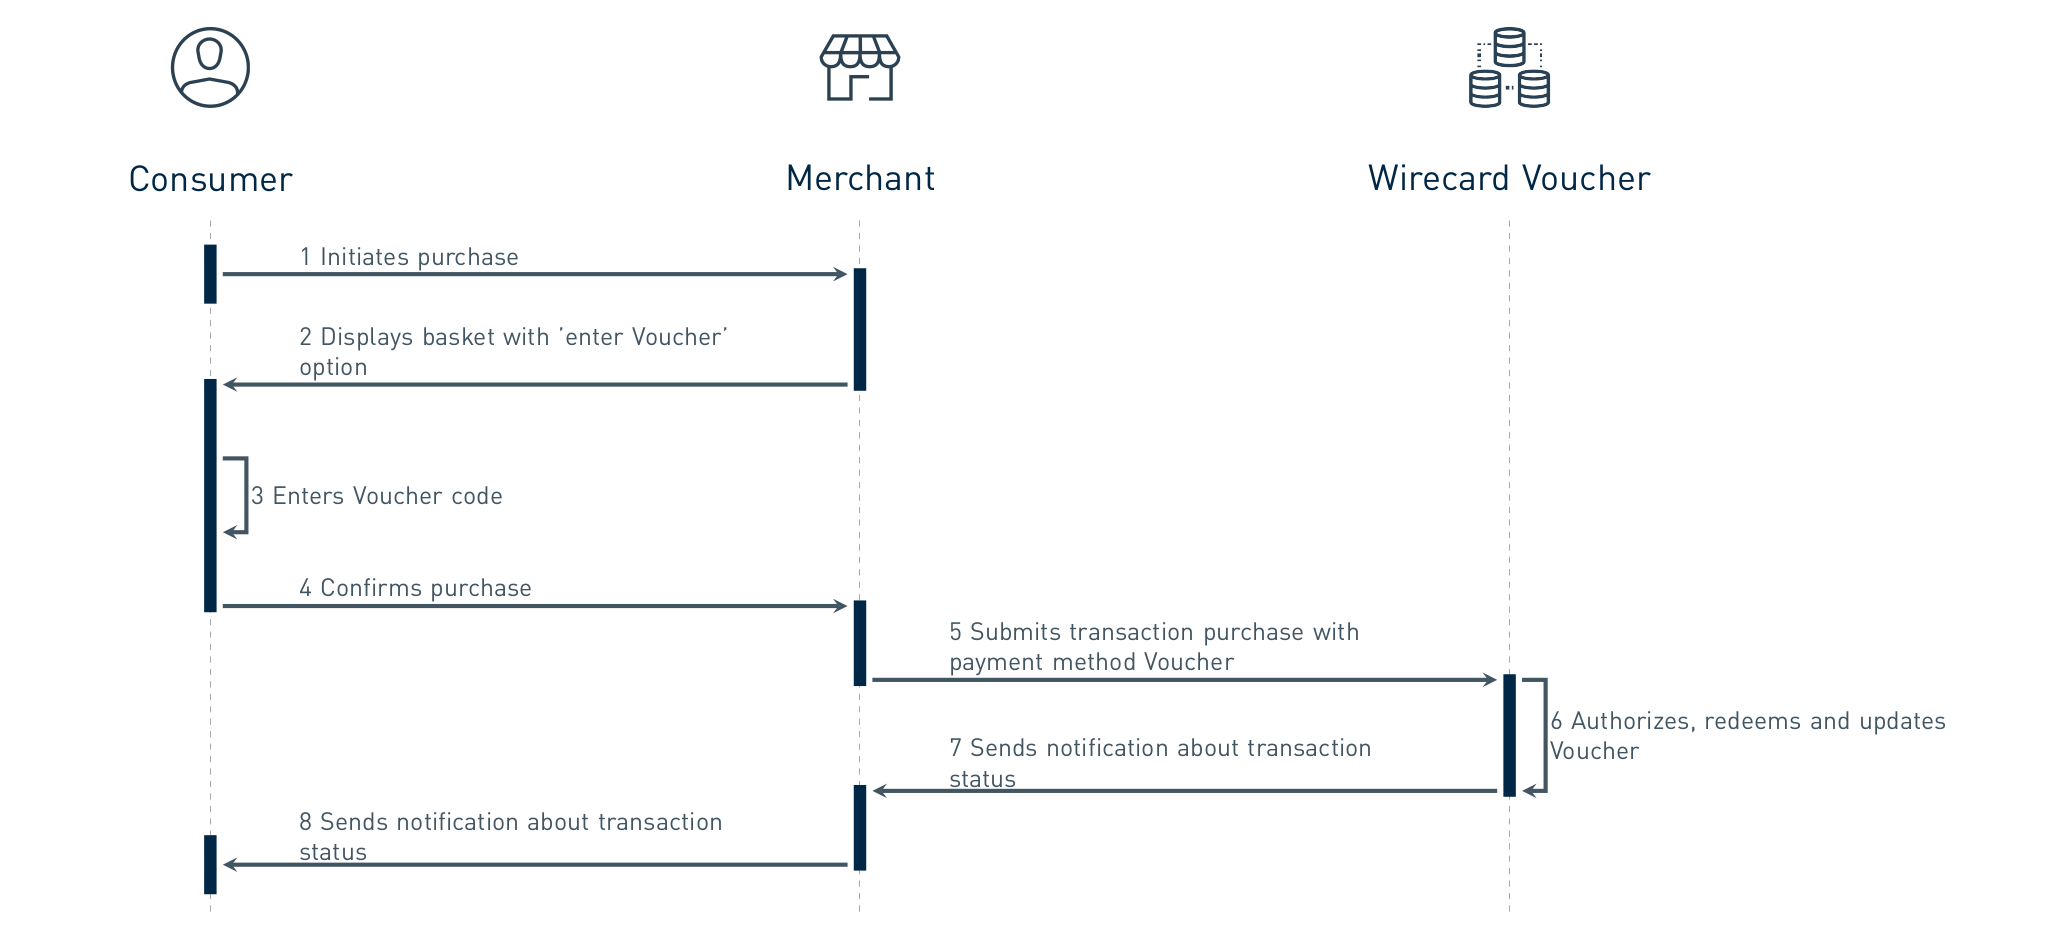 Consumer
Merchant
Wirecard Voucher
1 Initiates purchase
2 Displays basket with ’enter Voucher’
option
3 Enters Voucher code
4 Confirms purchase
5 Submits transaction purchase with
payment method Voucher
6 Authorizes, redeems and updates
Voucher
7 Sends notification about transaction
status
8 Sends notification about transaction
status